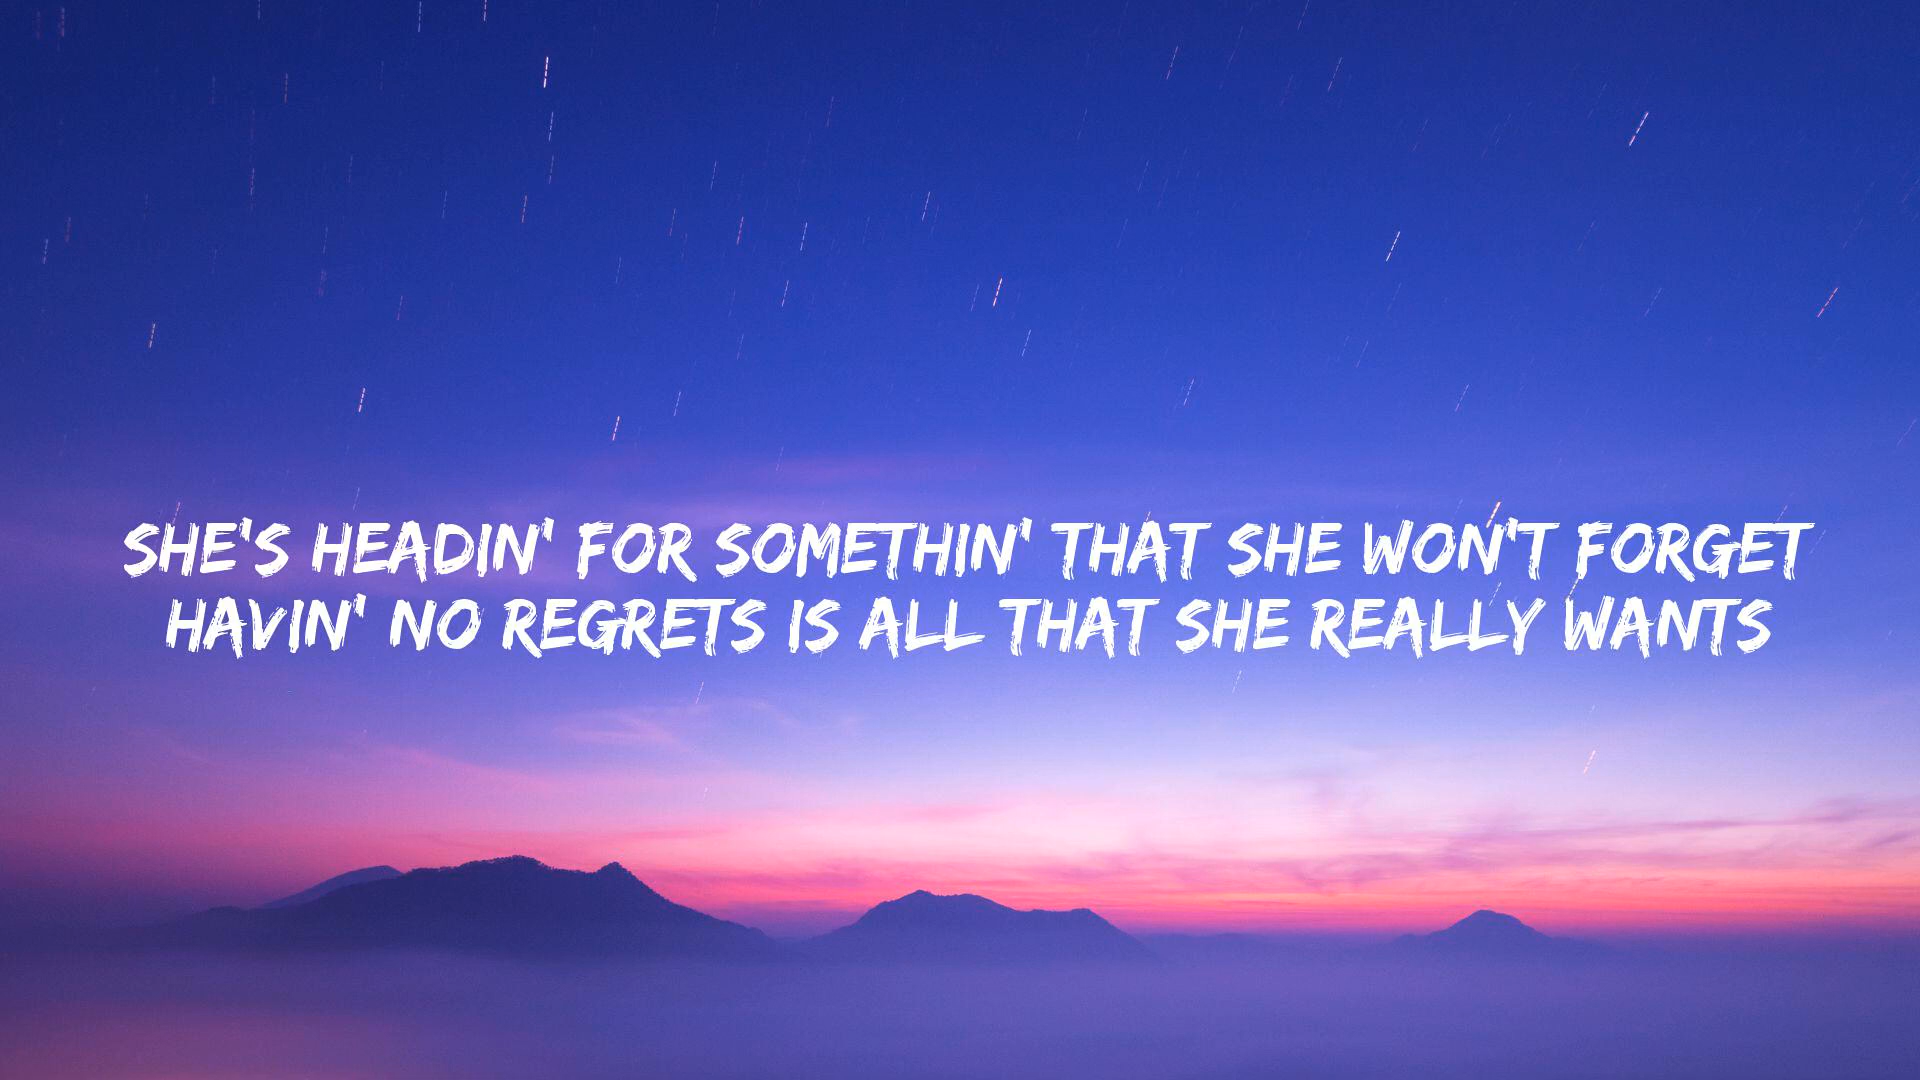 SHE'S HEADIN' FOR SOMETHIN' THAT SHE WON'T FORGET
HAVIN' NO REGRETS IS ALL THAT SHE REALLY WANTS